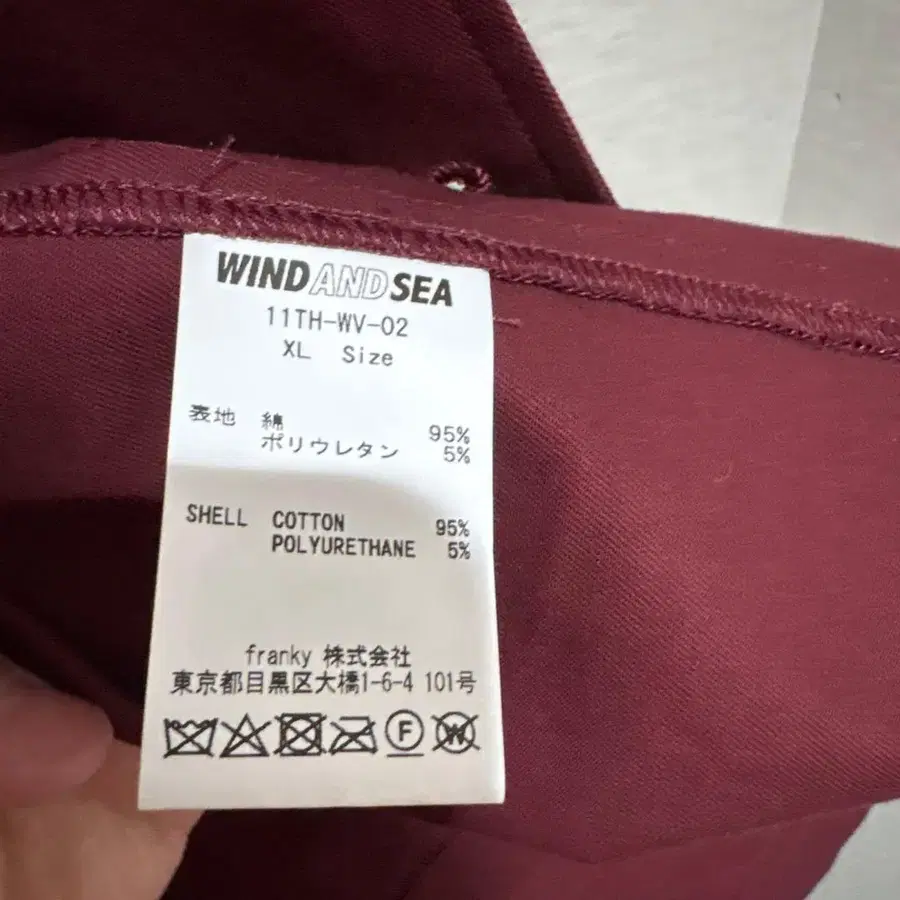 WIND AND SEA
11TH-WV-02
XL Size
表地 綿 95%
ポリウレタン 5%
SHELL COTTON 95%
POLYURETHANE 5%
franky 株式会社
東京都目黒区大橋1-6-4 101号
F W